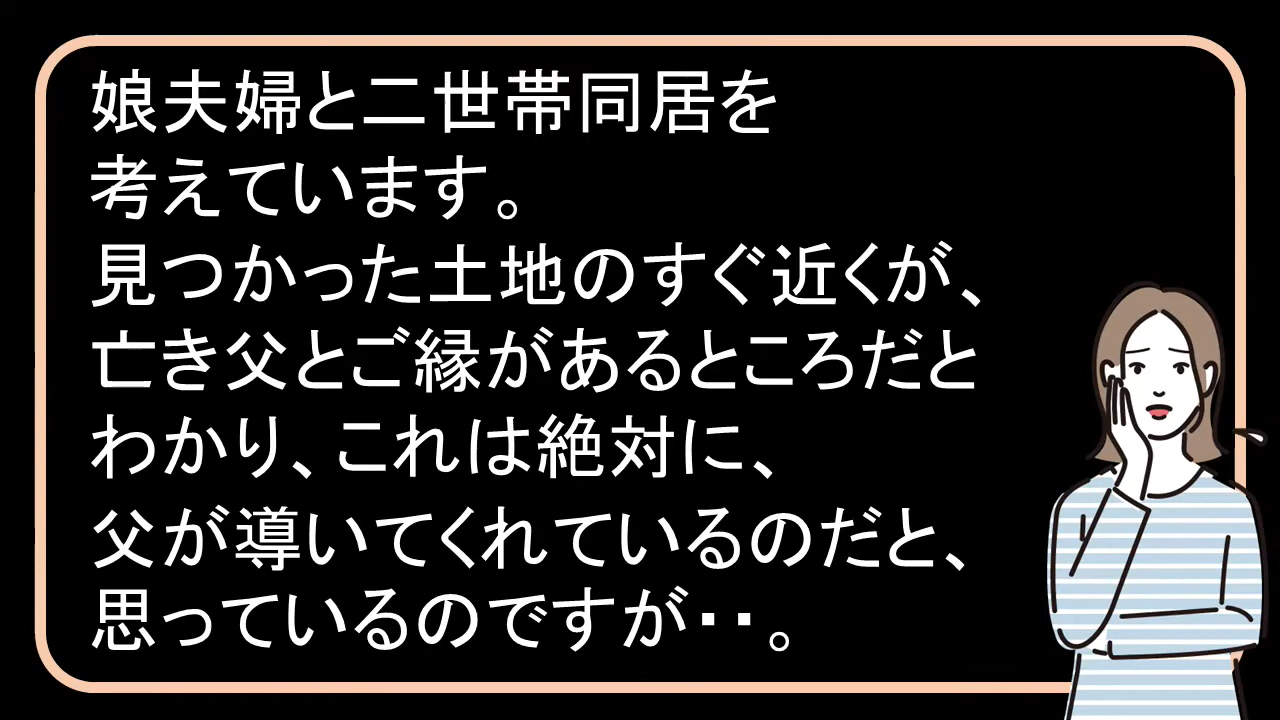 娘夫婦と二世帯同居を
考えています。
見つかった土地のすぐ近くが、
亡き父とご縁があるところだと
わかり、これは絶対に、
父が導いてくれているのだと、
思っているのですが・・。